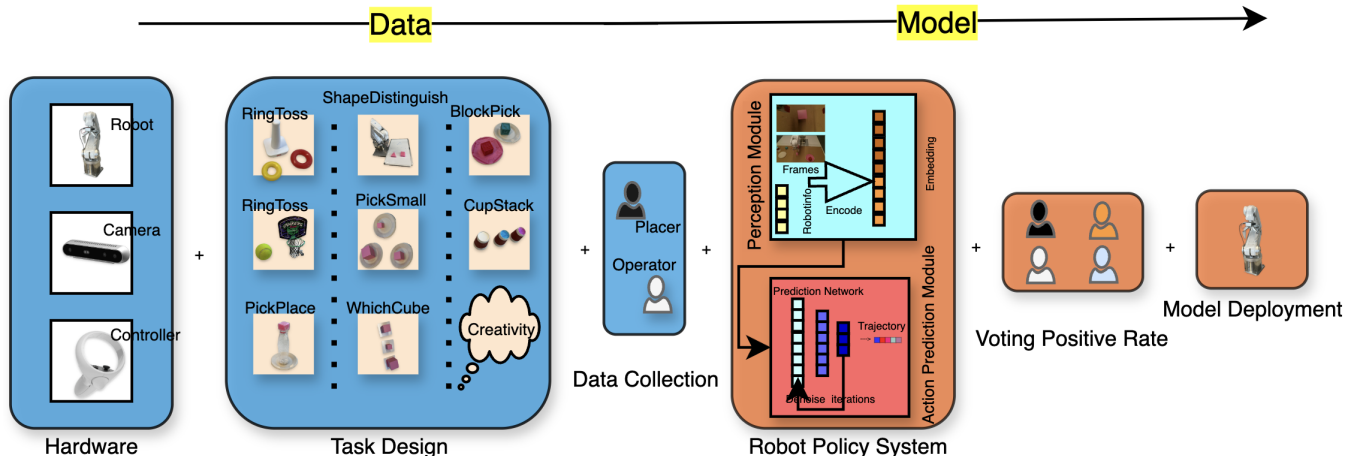 Data
Model
Robot
Camera
Controller
Hardware
+
RingToss
ShapeDistinguish
BlockPick
RingToss
PickSmall
CupStack
PickPlace
WhichCube
Creativity
Task Design
+
Placer
Operator
Data Collection
+
Perception Module
Frames
Robotinfo
Encode
Embedding
Action Prediction Module
Prediction Network
Trajectory
Denoise iterations
Robot Policy System
+
Voting Positive Rate
+
Model Deployment